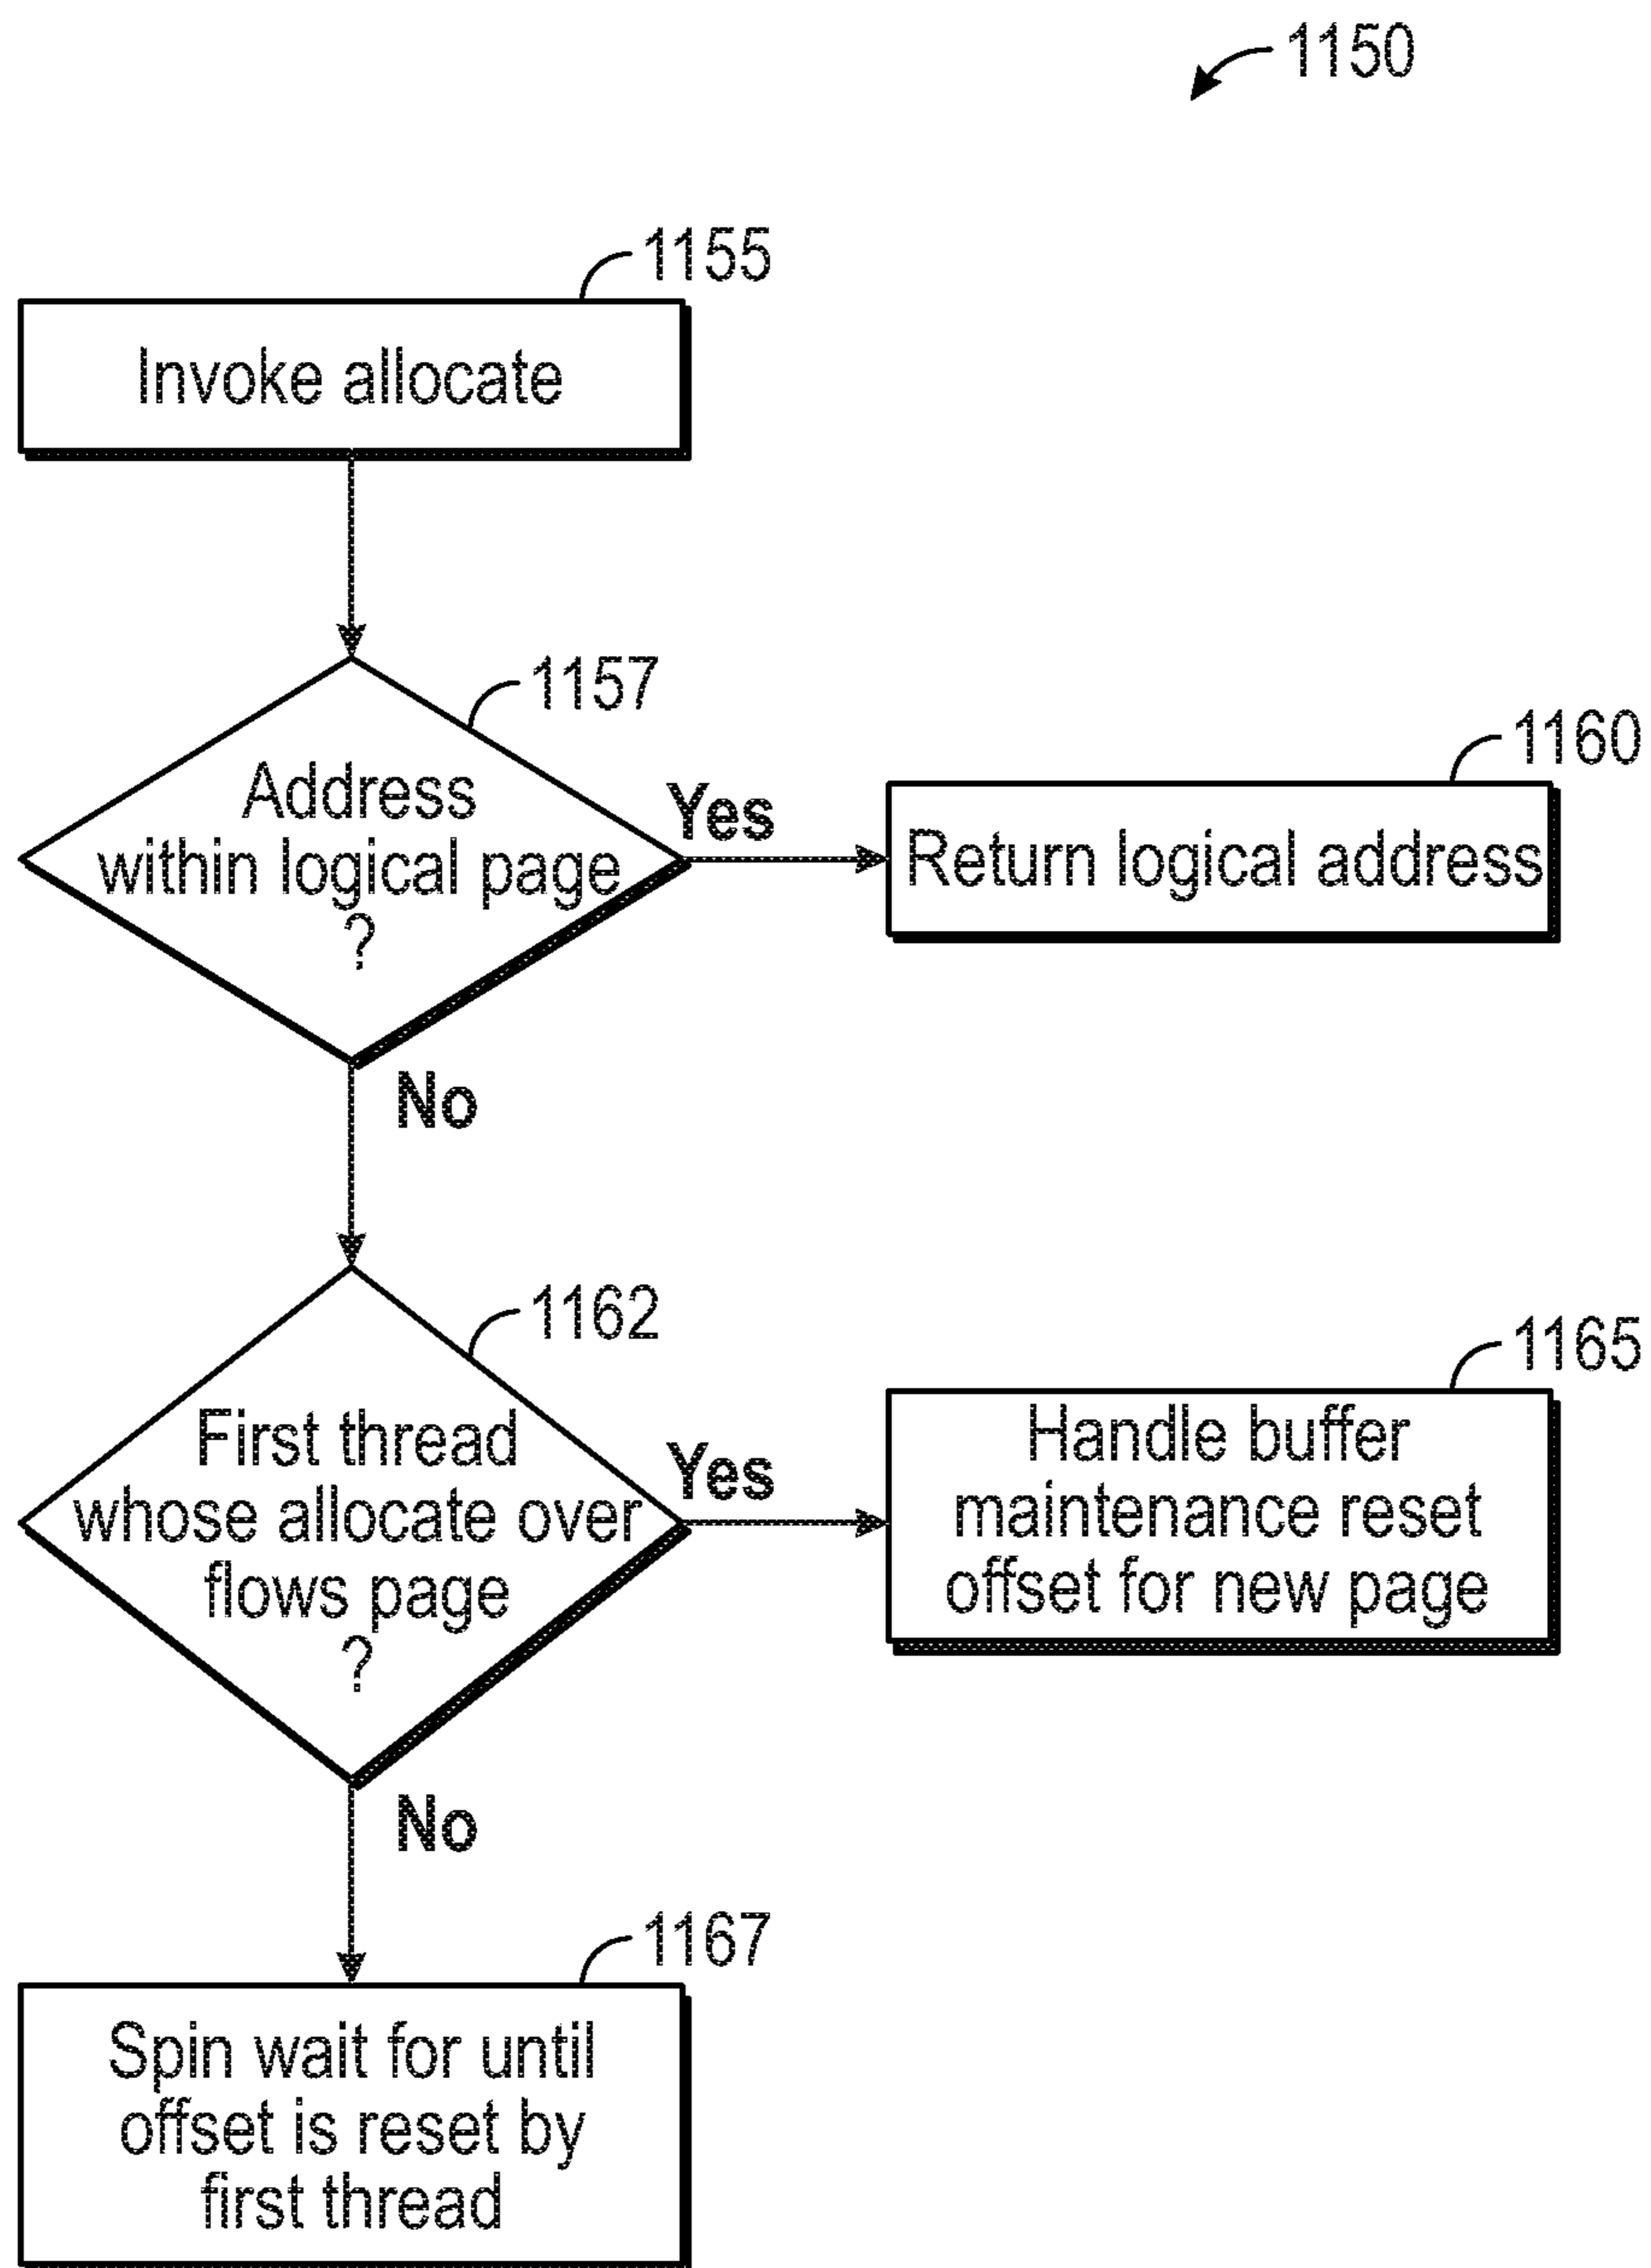 1150
1155
Invoke allocate
1157
Address
within logical page
?
Yes
1160
Return logical address
No
1162
First thread
whose allocate over
flows page
?
Yes
1165
Handle buffer
maintenance reset
offset for new page
No
1167
Spin wait for until
offset is reset by
first thread